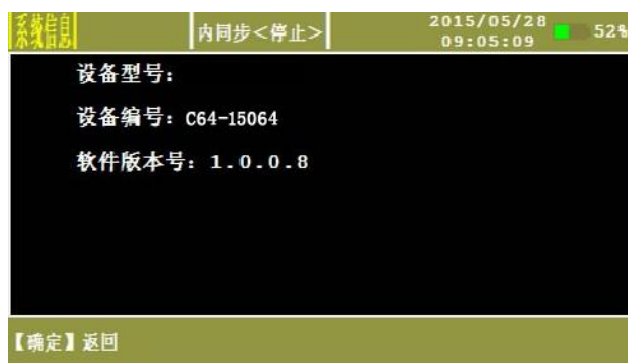 系统信息
内同步<停止>
2015/05/28
09:05:09
52%
设备型号:
设备编号: C64-15064
软件版本号: 1.0.0.8
【确定】返回